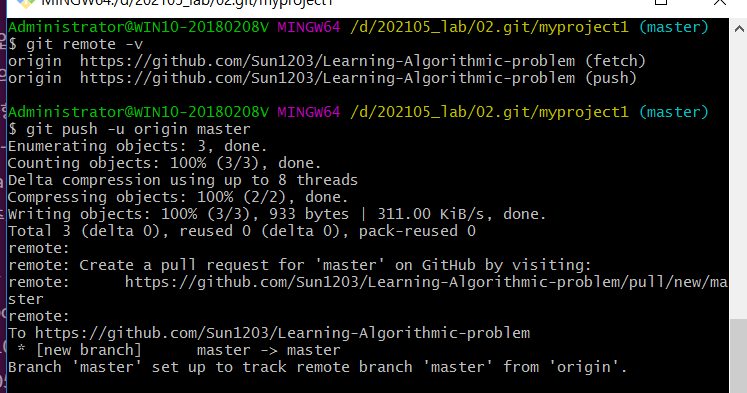 MINGW64:/d/202105_lab/02.git/myproject1
Administrator@WIN10-20180208V MINGW64 /d/202105_lab/02.git/myproject1 (master)
$ git remote -v
origin  https://github.com/Sun1203/Learning-Algorithmic-problem (fetch)
origin  https://github.com/Sun1203/Learning-Algorithmic-problem (push)
Administrator@WIN10-20180208V MINGW64 /d/202105_lab/02.git/myproject1 (master)
$ git push -u origin master
Enumerating objects: 3, done.
Counting objects: 100% (3/3), done.
Delta compression using up to 8 threads
Compressing objects: 100% (2/2), done.
Writing objects: 100% (3/3), 933 bytes | 311.00 KiB/s, done.
Total 3 (delta 0), reused 0 (delta 0), pack-reused 0
remote:
remote: Create a pull request for 'master' on GitHub by visiting:
remote:      https://github.com/Sun1203/Learning-Algorithmic-problem/pull/new/ma
ster
remote:
To https://github.com/Sun1203/Learning-Algorithmic-problem
 * [new branch]      master -> master
Branch 'master' set up to track remote branch 'master' from 'origin'.